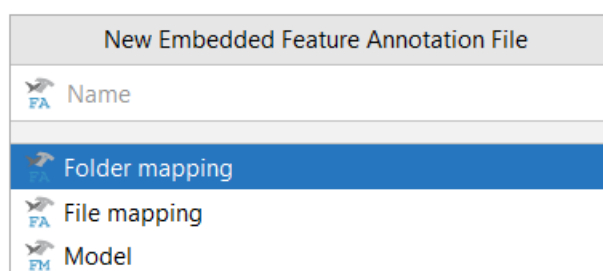 New Embedded Feature Annotation File
FA Name
FA Folder mapping
FA File mapping
FM Model